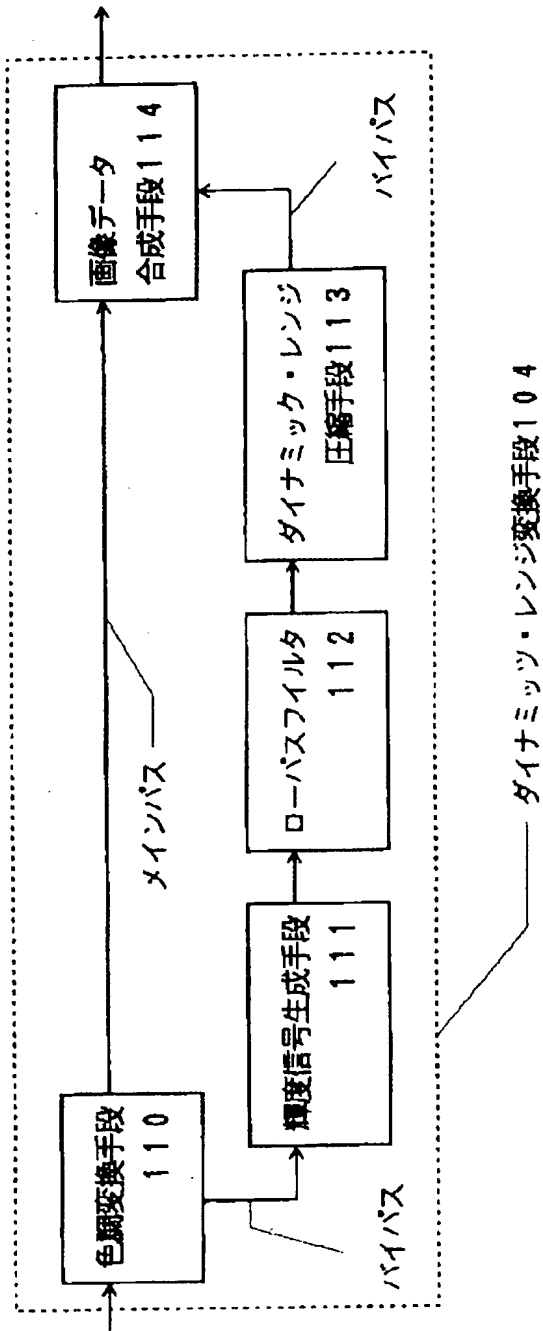 色調変換手段
110
メインパス
画像データ
合成手段114
バイパス
輝度信号生成手段
111
ローパスフィルタ
112
ダイナミック・レンジ
圧縮手段113
バイパス
ダイナミッツ・レンジ変換手段104